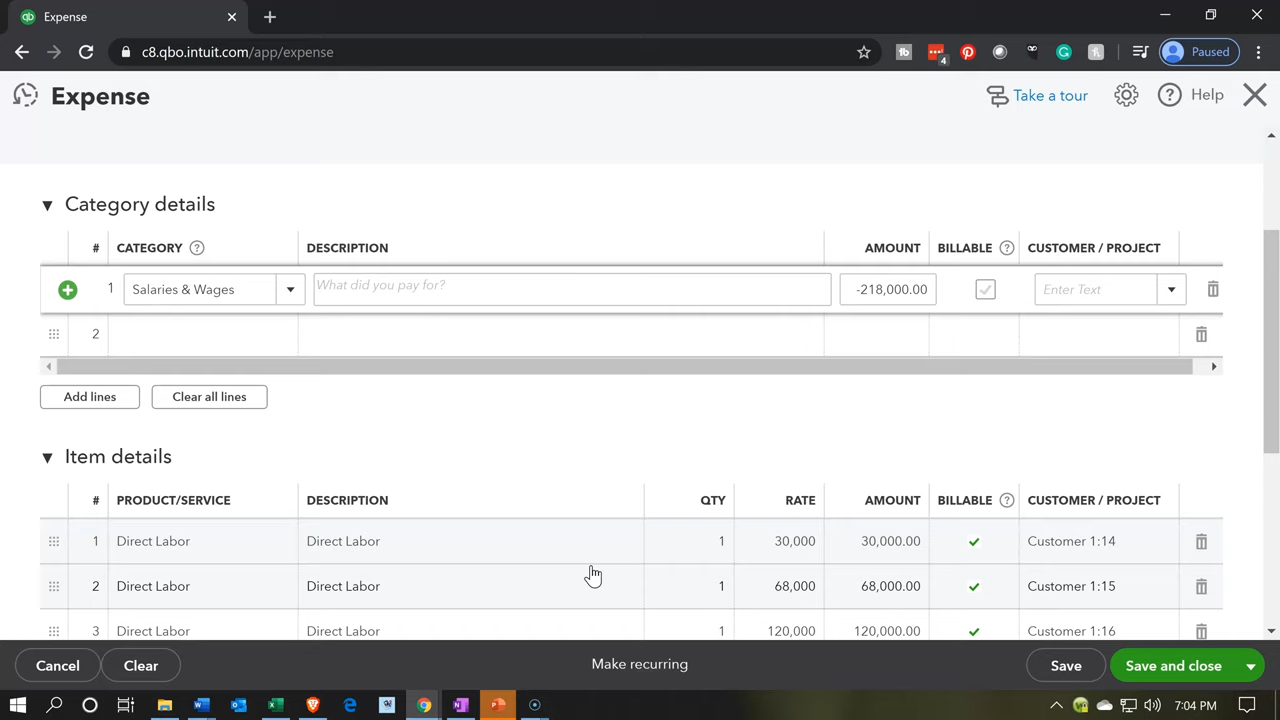 Expense
c8.qbo.intuit.com/app/expense
4
Paused
Expense
Take a tour
Help
Category details
# CATEGORY ? DESCRIPTION AMOUNT BILLABLE ? CUSTOMER / PROJECT
1 Salaries & Wages What did you pay for? -218,000.00 Enter Text
2
Add lines Clear all lines
Item details
# PRODUCT/SERVICE DESCRIPTION QTY RATE AMOUNT BILLABLE ? CUSTOMER / PROJECT
1 Direct Labor Direct Labor 1 30,000 30,000.00 Customer 1:14
2 Direct Labor Direct Labor 1 68,000 68,000.00 Customer 1:15
3 Direct Labor Direct Labor 1 120,000 120,000.00 Customer 1:16
Cancel Clear Make recurring Save Save and close
7:04 PM